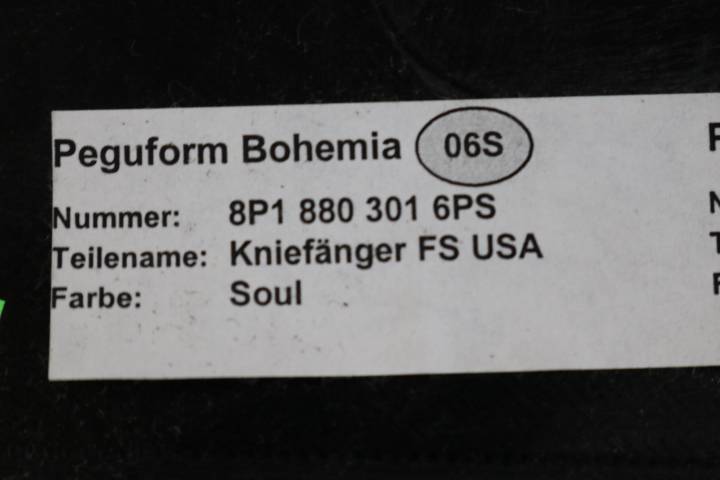 Peguform Bohemia 06S
Nummer: 8P1 880 301 6PS
Teilename: Kniefänger FS USA
Farbe: Soul